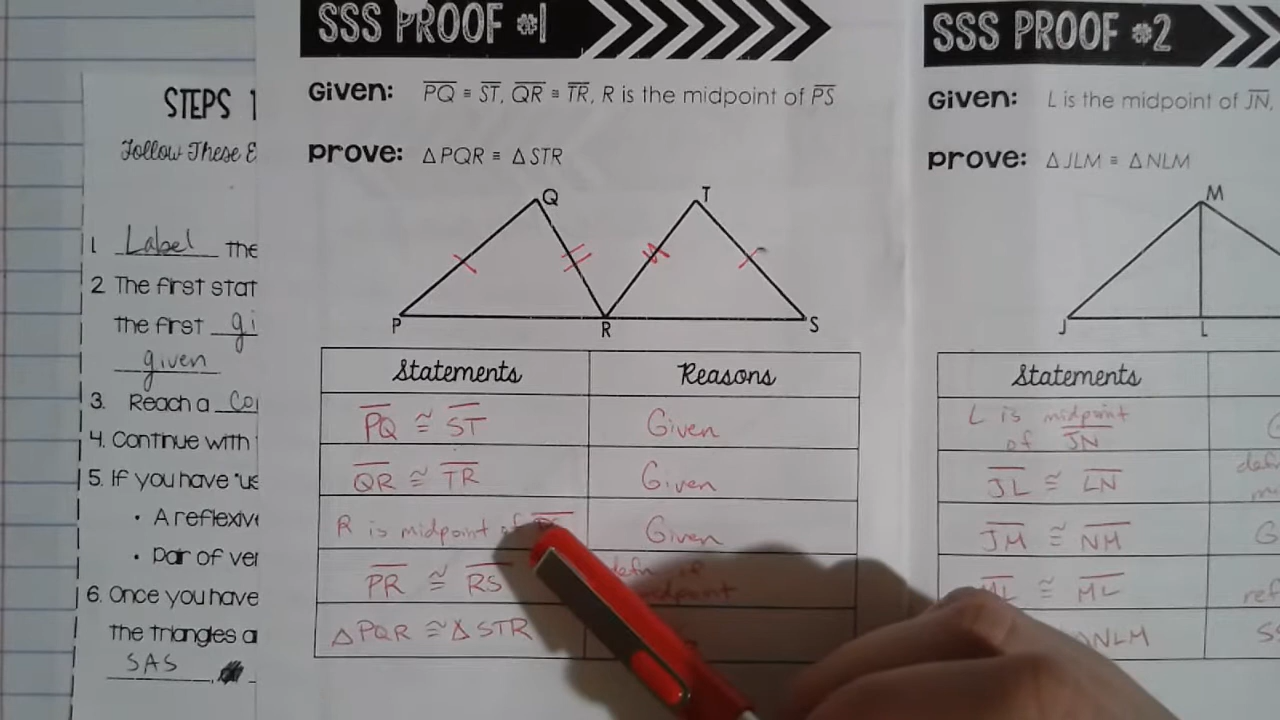 SSS PROOF #1
Given: PQ ≅ ST, QR ≅ TR, R is the midpoint of PS
prove: △PQR ≅ △STR
Q
T
P
R
S
Statements
Reasons
PQ ≅ ST
Given
QR ≅ TR
Given
R is midpoint of
Given
PR ≅ RS
defn of
△PQR ≅ △STR
SSS PROOF #2
Given: L is the midpoint of JN,
prove: △JLM ≅ △NLM
M
J
L
Statements
L is midpoint
of JN
JL ≅ LN
JM ≅ NM
G
ML ≅ ML
ref
NLM
STEPS
Follow These
1 Label the
2 The first stat
the first gi
given
3. Reach a co
4. Continue with
5. If you have "us
• A reflexive
• Pair of ver
6. Once you have
the triangles a
SAS